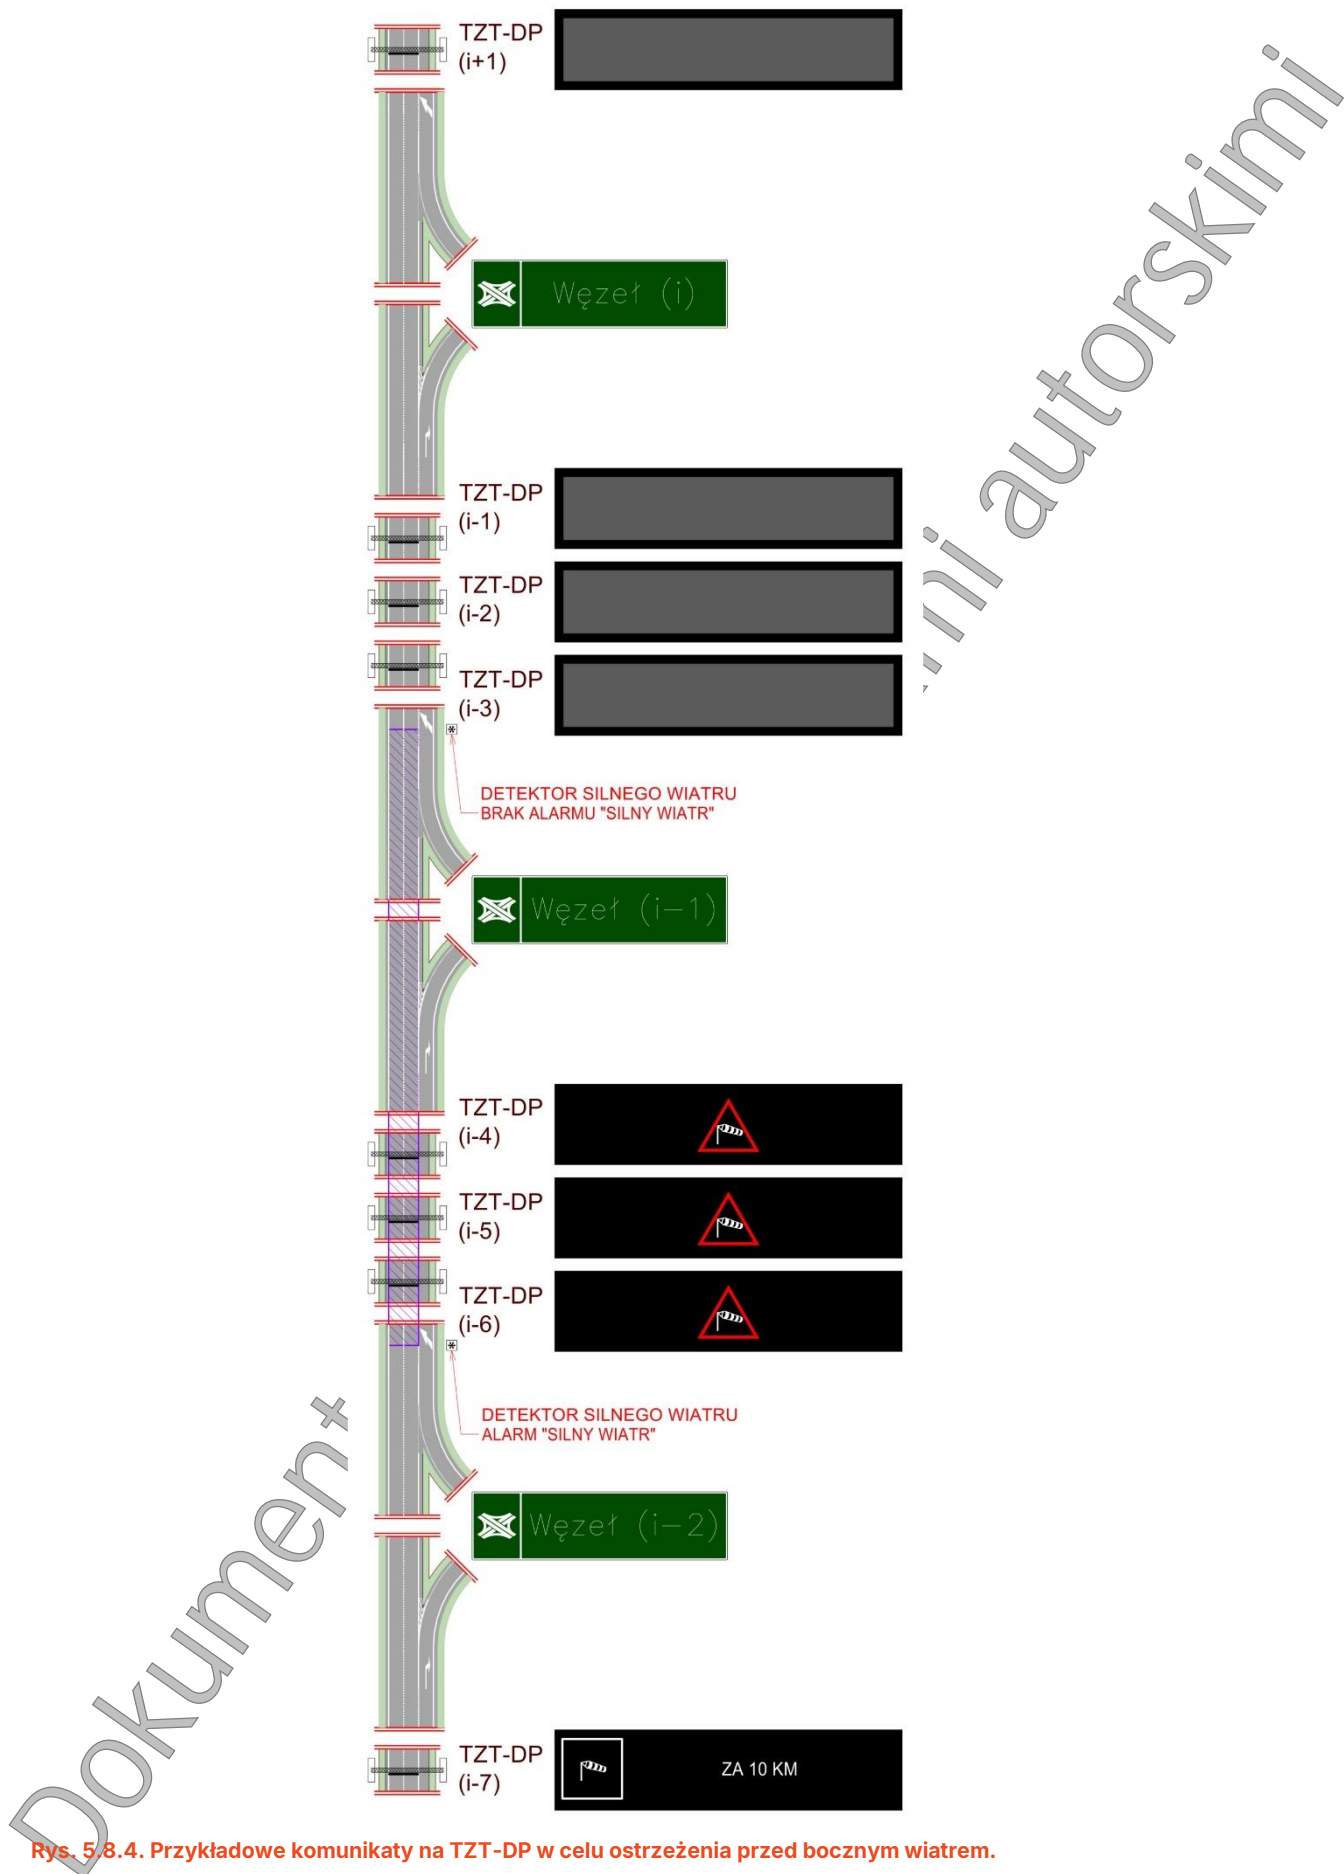 TZT-DP
(i+1)
Węzeł (i)
TZT-DP
(i-1)
TZT-DP
(i-2)
TZT-DP
(i-3)
DETEKTOR SILNEGO WIATRU
BRAK ALARMU "SILNY WIATR"
Węzeł (i-1)
TZT-DP
(i-4)
TZT-DP
(i-5)
TZT-DP
(i-6)
DETEKTOR SILNEGO WIATRU
ALARM "SILNY WIATR"
Węzeł (i-2)
TZT-DP
(i-7)
ZA 10 KM
Rys. 5.8.4. Przykładowe komunikaty na TZT-DP w celu ostrzeżenia przed bocznym wiatrem.
Dokument
autorskimi